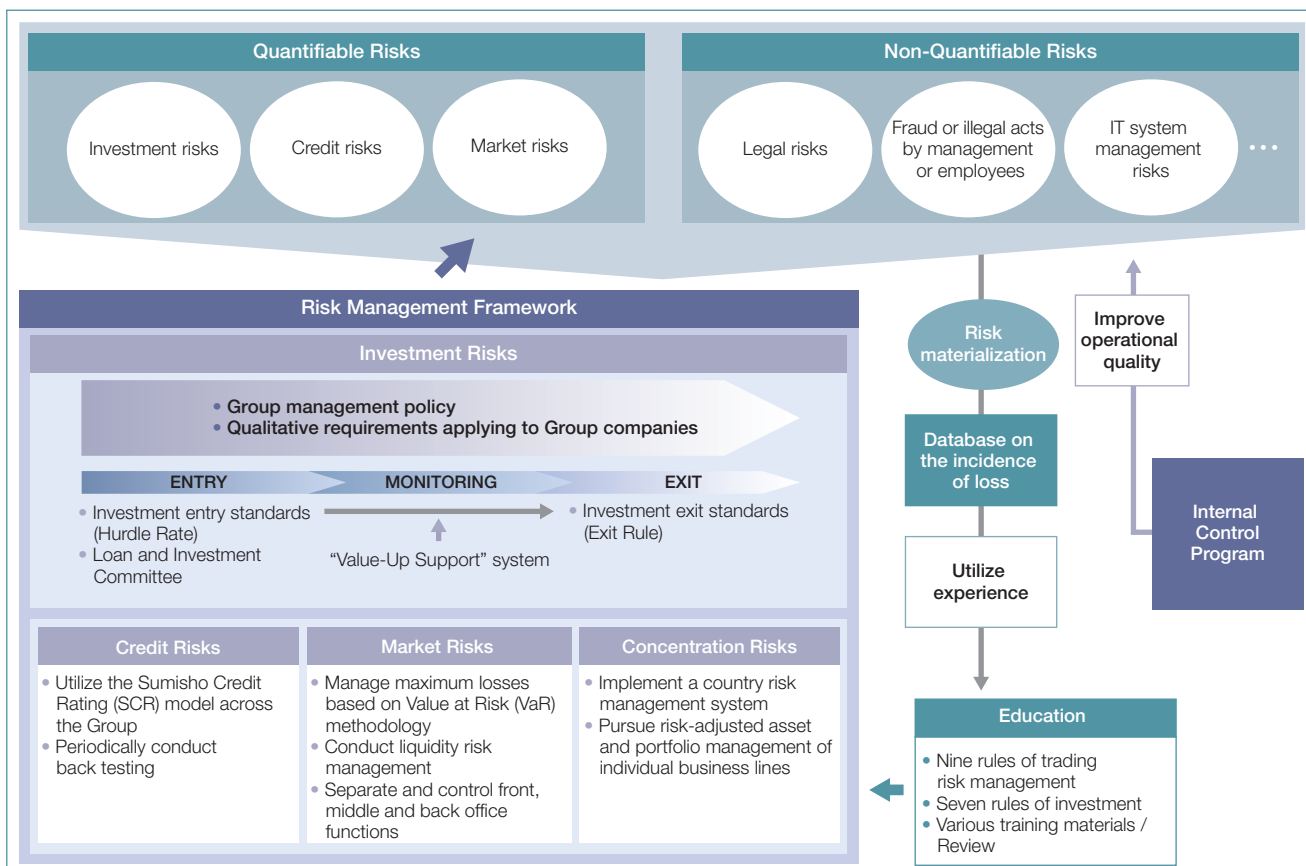 Quantifiable Risks
Investment risks
Credit risks
Market risks
Non-Quantifiable Risks
Legal risks
Fraud or illegal acts
by management
or employees
IT system
management
risks
...
Risk Management Framework
Investment Risks
• Group management policy
• Qualitative requirements applying to Group companies
ENTRY
MONITORING
EXIT
• Investment entry standards
(Hurdle Rate)
• Loan and Investment
Committee
“Value-Up Support” system
• Investment exit standards
(Exit Rule)
Credit Risks
• Utilize the Sumisho Credit
Rating (SCR) model across
the Group
• Periodically conduct
back testing
Market Risks
• Manage maximum losses
based on Value at Risk (VaR)
methodology
• Conduct liquidity risk
management
• Separate and control front,
middle and back office
functions
Concentration Risks
• Implement a country risk
management system
• Pursue risk-adjusted asset
and portfolio management of
individual business lines
Risk
materialization
Database on
the incidence
of loss
Utilize
experience
Education
• Nine rules of trading
risk management
• Seven rules of investment
• Various training materials /
Review
Improve
operational
quality
Internal
Control
Program